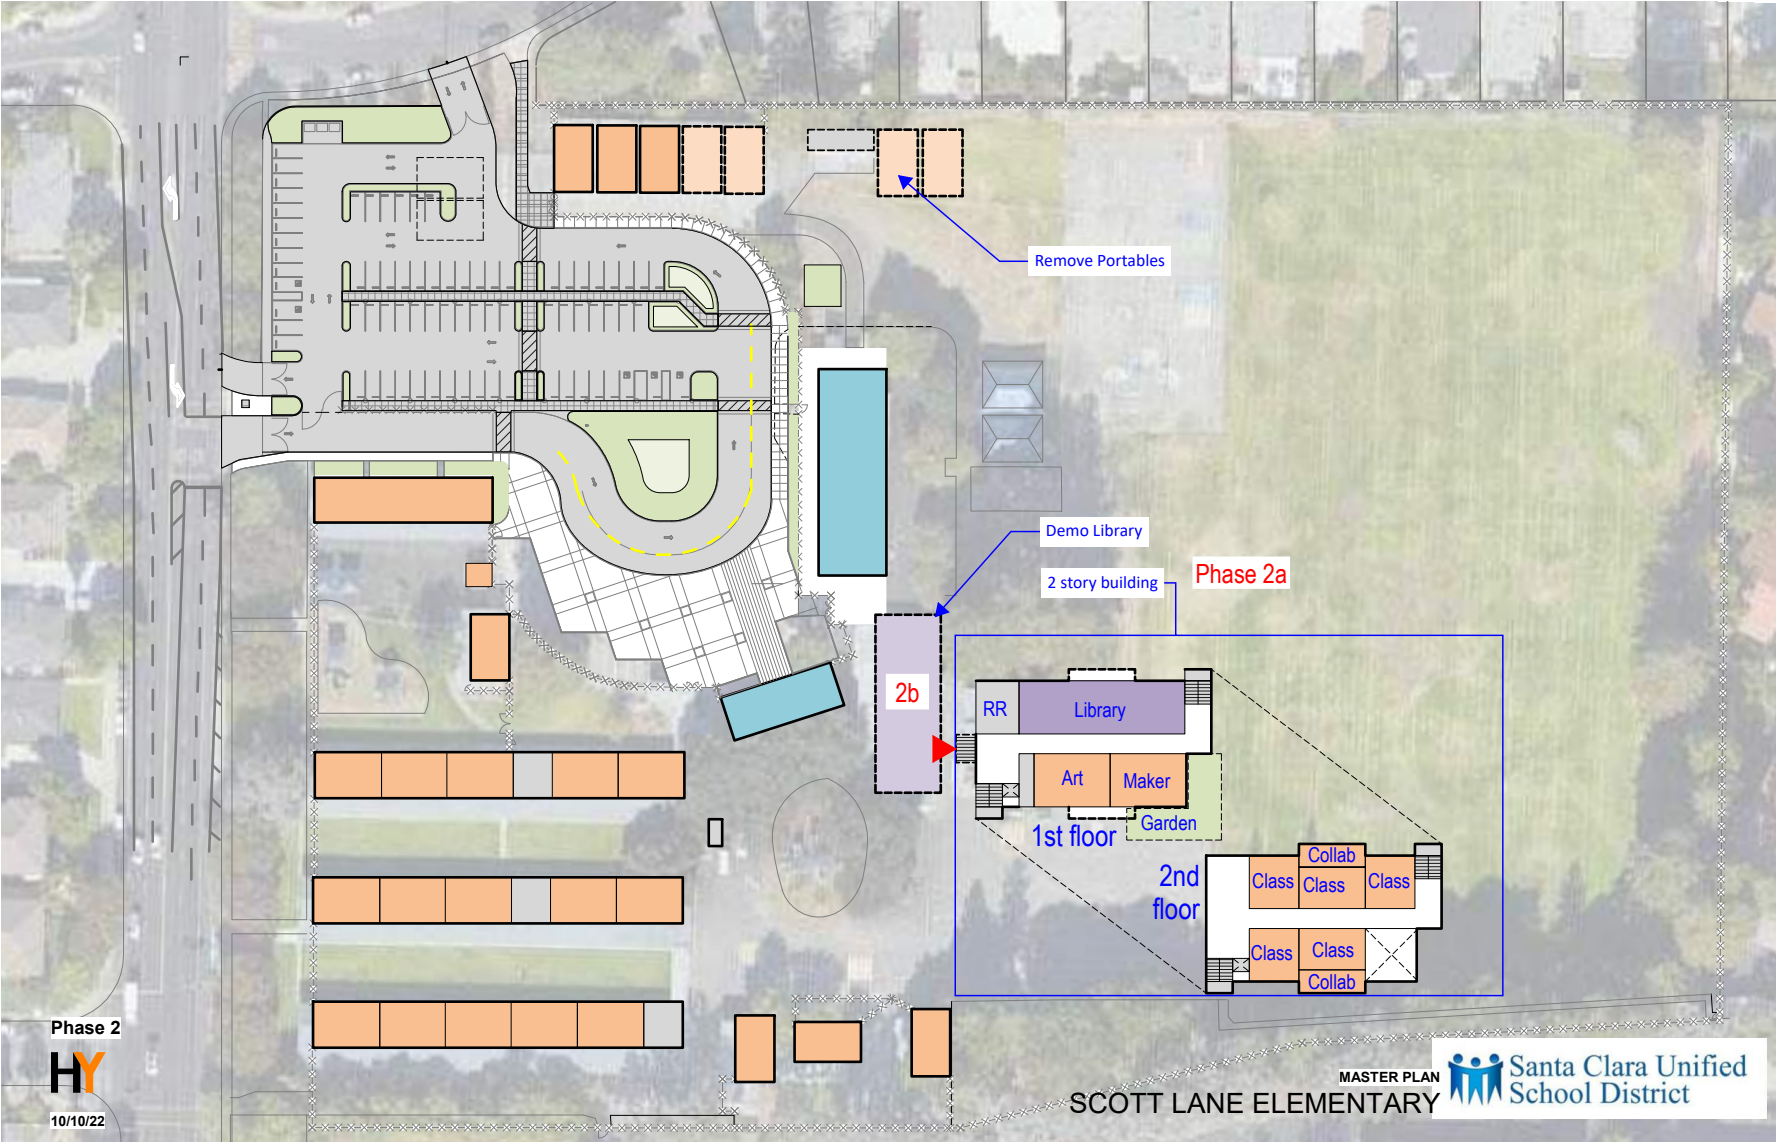 Remove Portables
Demo Library
2 story building
Phase 2a
2b
RR
Library
Art
Maker
Garden
1st floor
2nd
floor
Collab
Class
Class
Class
Class
Class
Collab
Phase 2
HY
10/10/22
MASTER PLAN
SCOTT LANE ELEMENTARY
Santa Clara Unified
School District